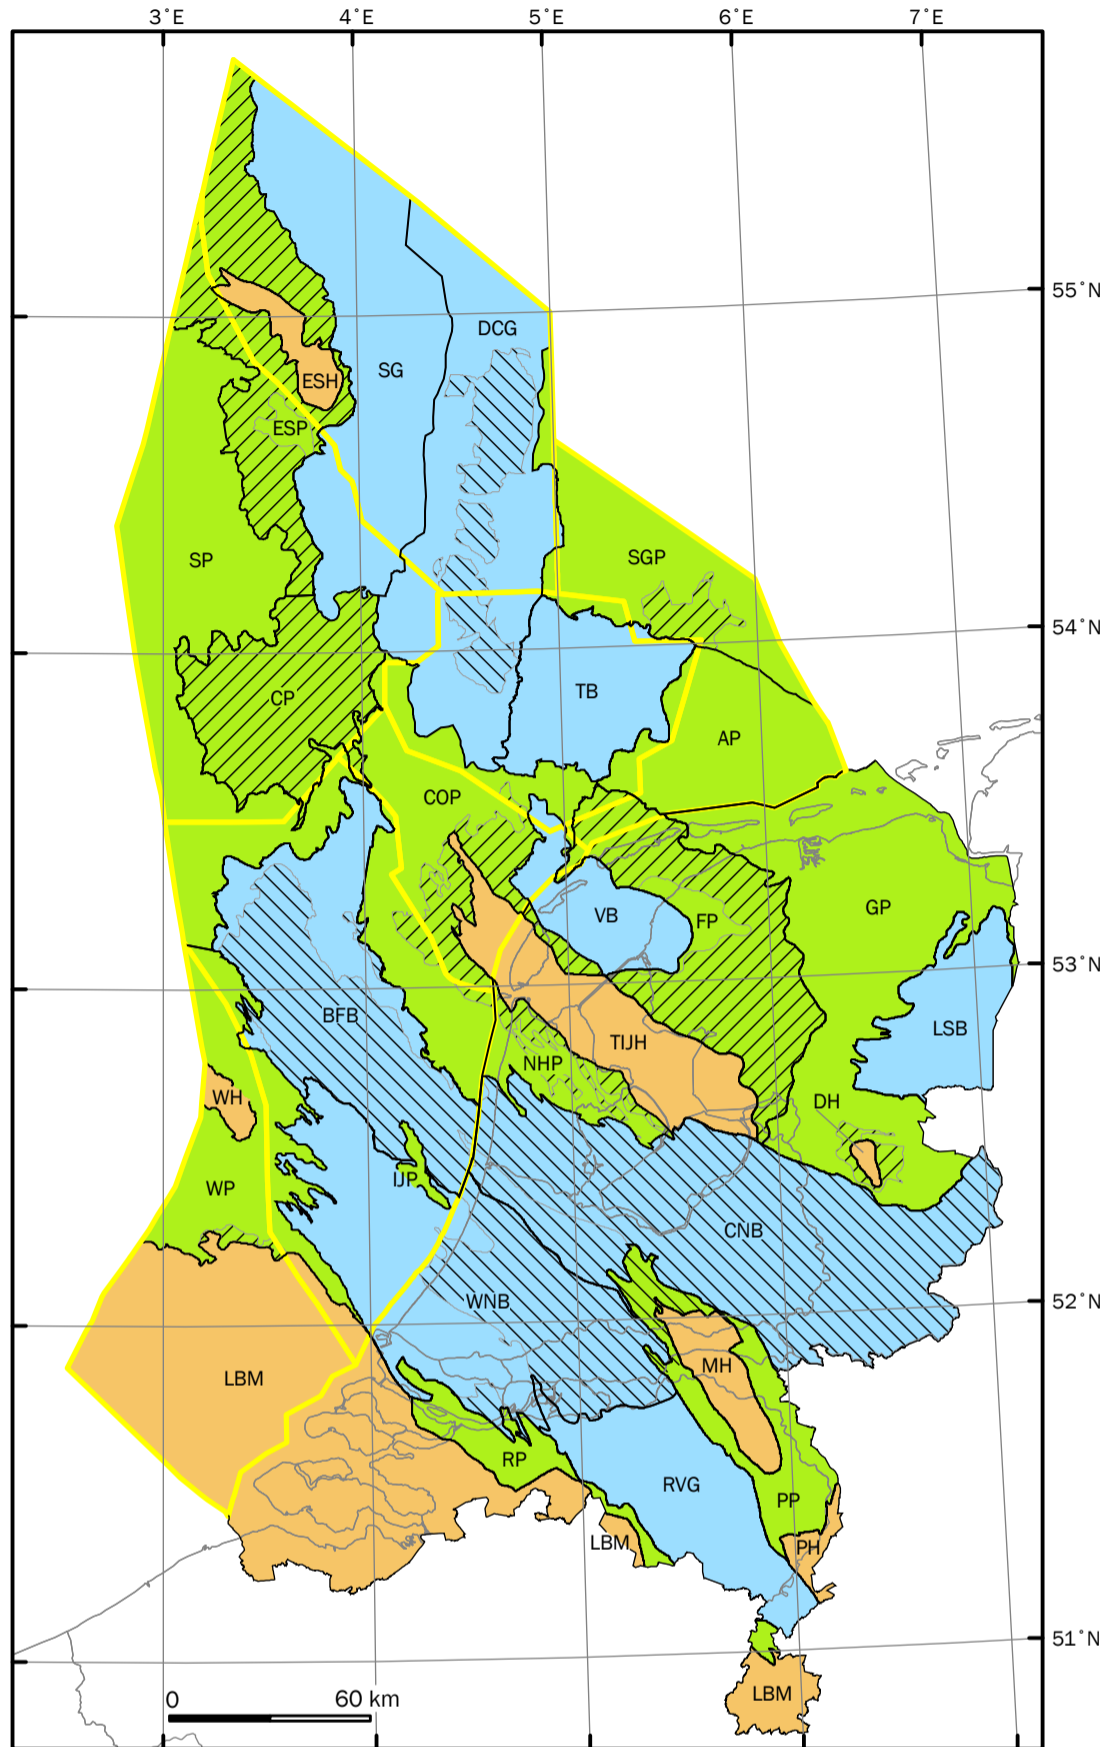 3°E 4°E 5°E 6°E 7°E
55°N
DCG
SG
ESH
ESP
SP
SGP
54°N
TB
CP
AP
COP
GP
VB
FP
53°N
BFB
LSB
TIJH
NHP
WH
DH
IJP
WP
CNB
WNB
52°N
MH
LBM
RP
RVG
PP
LBM
PH
51°N
LBM
0 60 km